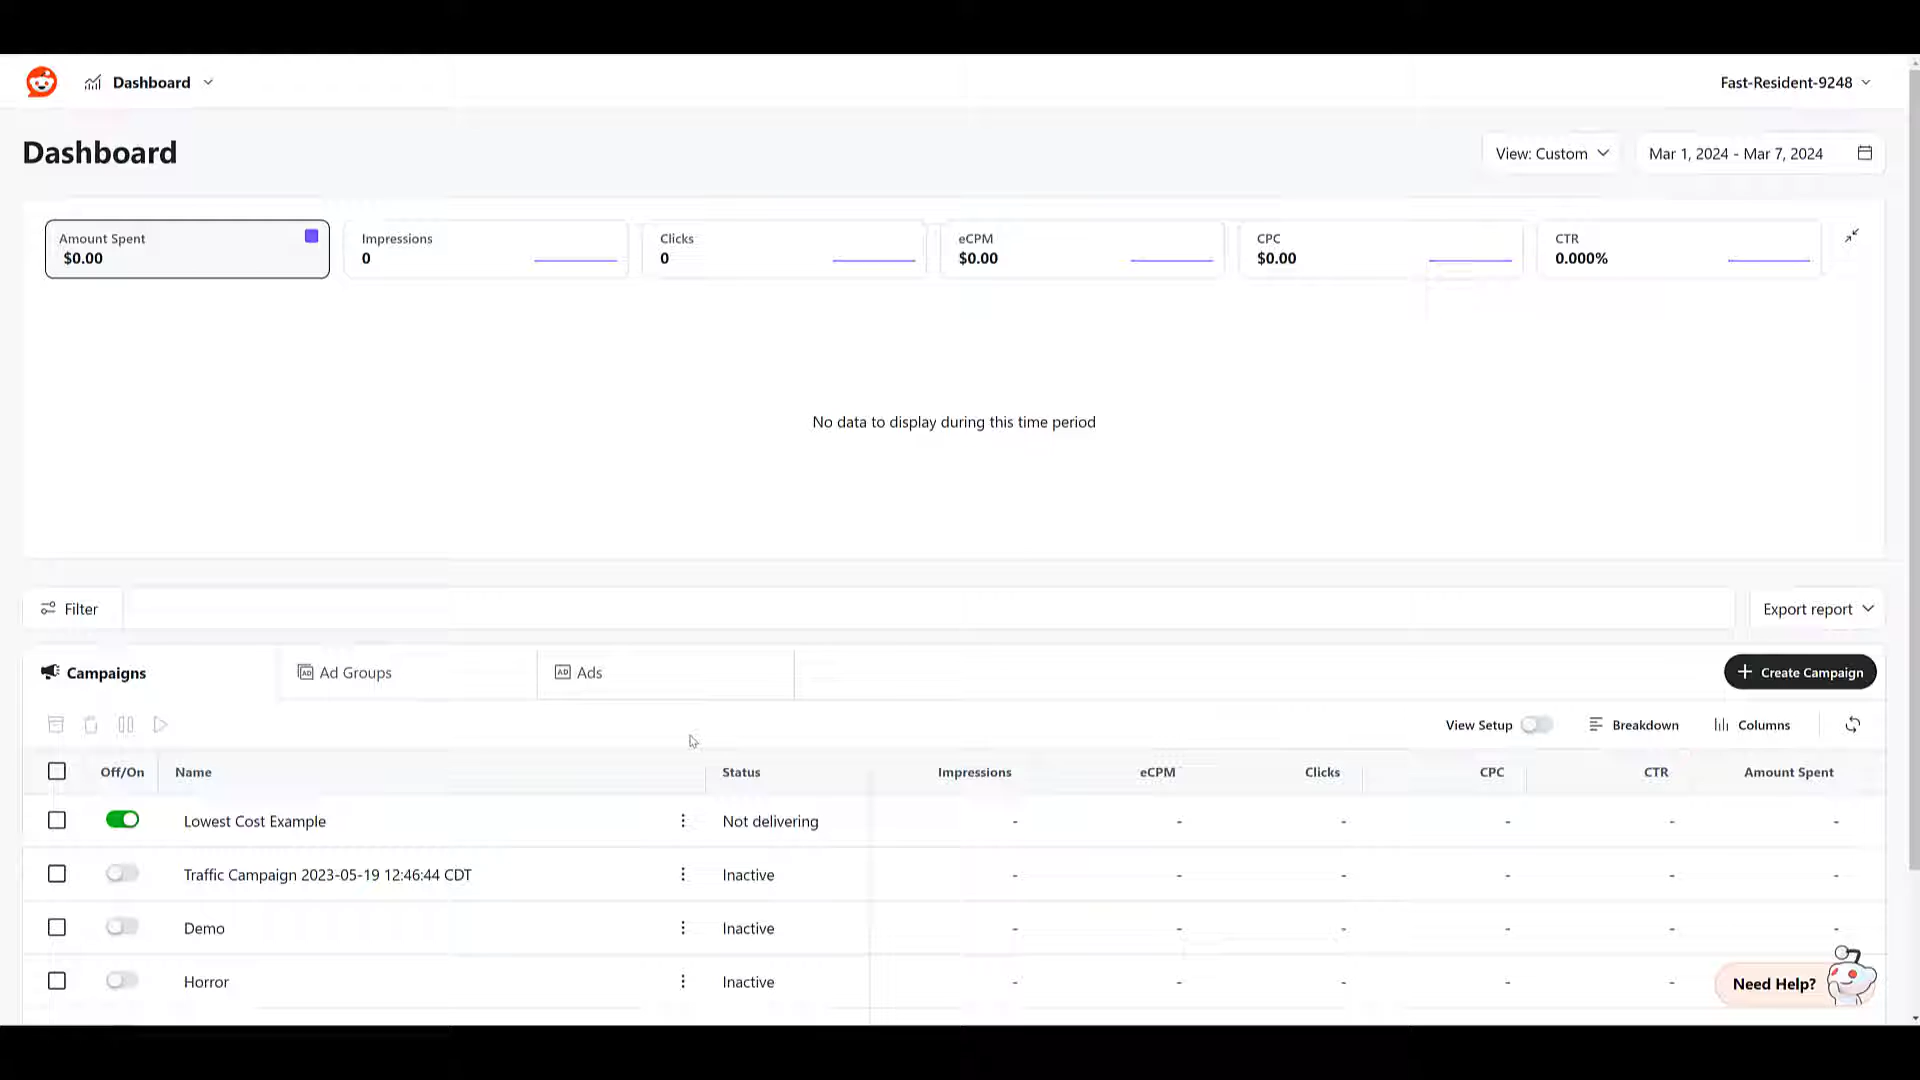 Dashboard
Fast-Resident-9248
Dashboard
View: Custom
Mar 1, 2024 - Mar 7, 2024
Amount Spent
$0.00
Impressions
0
Clicks
0
eCPM
$0.00
CPC
$0.00
CTR
0.000%
No data to display during this time period
Filter
Export report
Campaigns
AD Ad Groups
AD Ads
+ Create Campaign
View Setup
Breakdown
Columns
Off/On Name Status Impressions eCPM Clicks CPC CTR Amount Spent
Lowest Cost Example Not delivering - - - - - -
Traffic Campaign 2023-05-19 12:46:44 CDT Inactive - - - - - -
Demo Inactive - - - - - -
Horror Inactive - - - - -
Need Help?